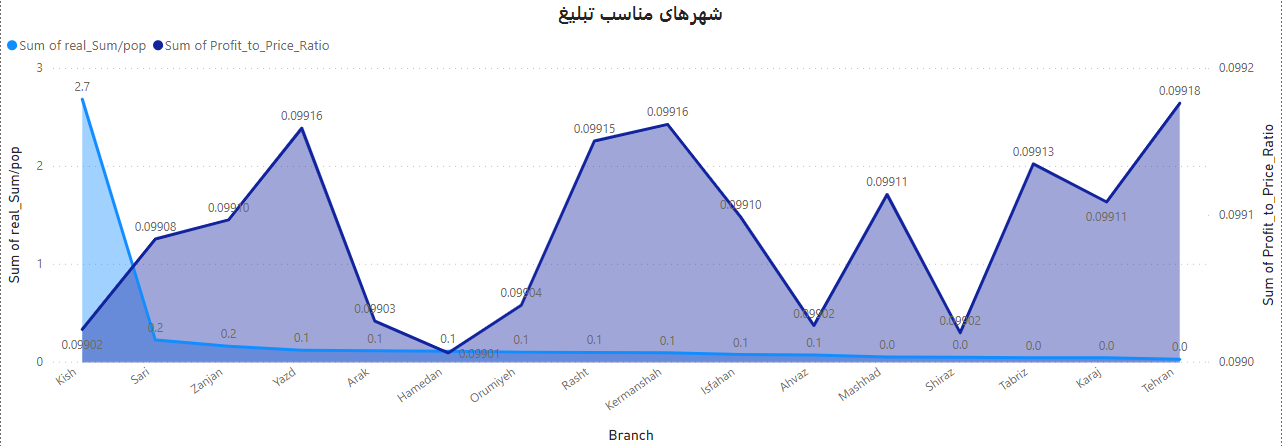 شهرهای مناسب تبلیغ
Sum of real_Sum/pop Sum of Profit_to_Price_Ratio
3 0.0992
2.7
0.09918
0.09916 0.09916
0.09915
0.09913
2
0.09911
0.09910 0.09910
0.09911 0.0991
0.09908
1
0.09904
0.09903
0.09902 0.09902
0.2
0.2
0.1 0.1 0.1 0.1 0.1 0.1 0.1 0.1
0.0 0.0 0.0 0.0 0.0
0.09902
0.09901
0 0.0990
Kish Sari Zanjan Yazd Arak Hamedan Orumiyeh Rasht Kermanshah Isfahan Ahvaz Mashhad Shiraz Tabriz Karaj Tehran
Branch
Sum of real_Sum/pop
Sum of Profit_to_Price_Ratio